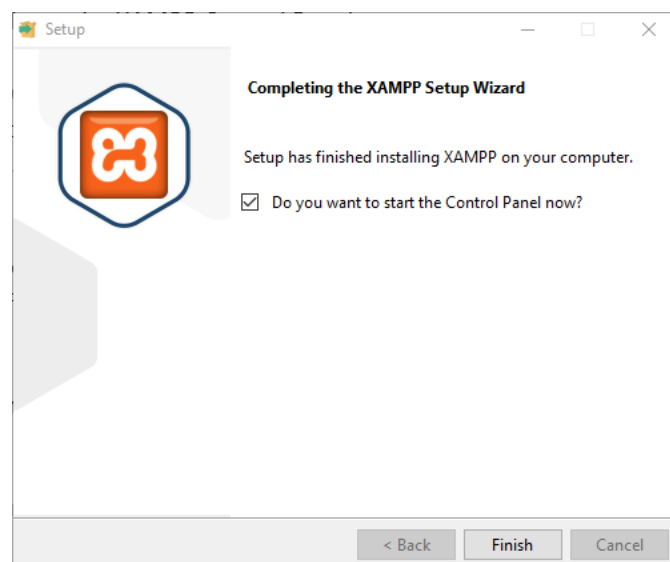 Setup
Completing the XAMPP Setup Wizard
Setup has finished installing XAMPP on your computer.
Do you want to start the Control Panel now?
< Back
Finish
Cancel